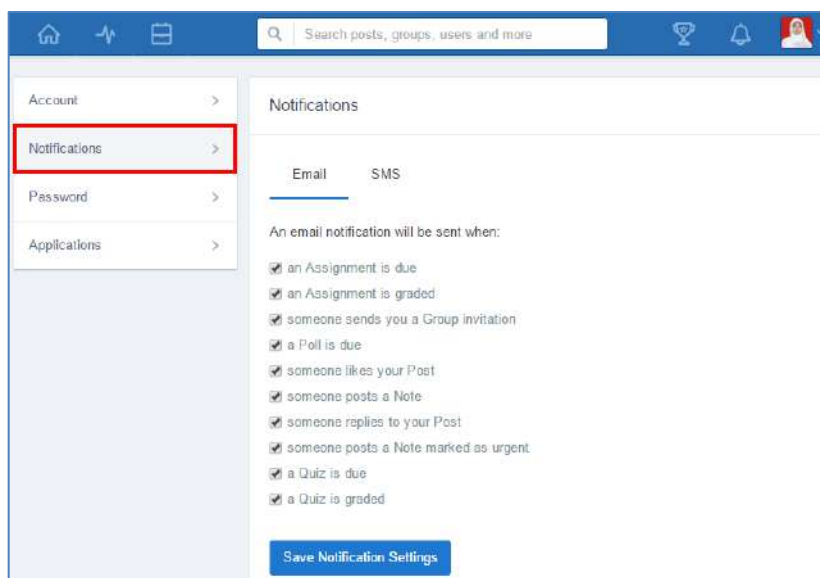 Search posts, groups, users and more
Account
Notifications
Password
Applications
Notifications
Email SMS
An email notification will be sent when:
an Assignment is due
an Assignment is graded
someone sends you a Group invitation
a Poll is due
someone likes your Post
someone posts a Note
someone replies to your Post
someone posts a Note marked as urgent
a Quiz is due
a Quiz is graded
Save Notification Settings